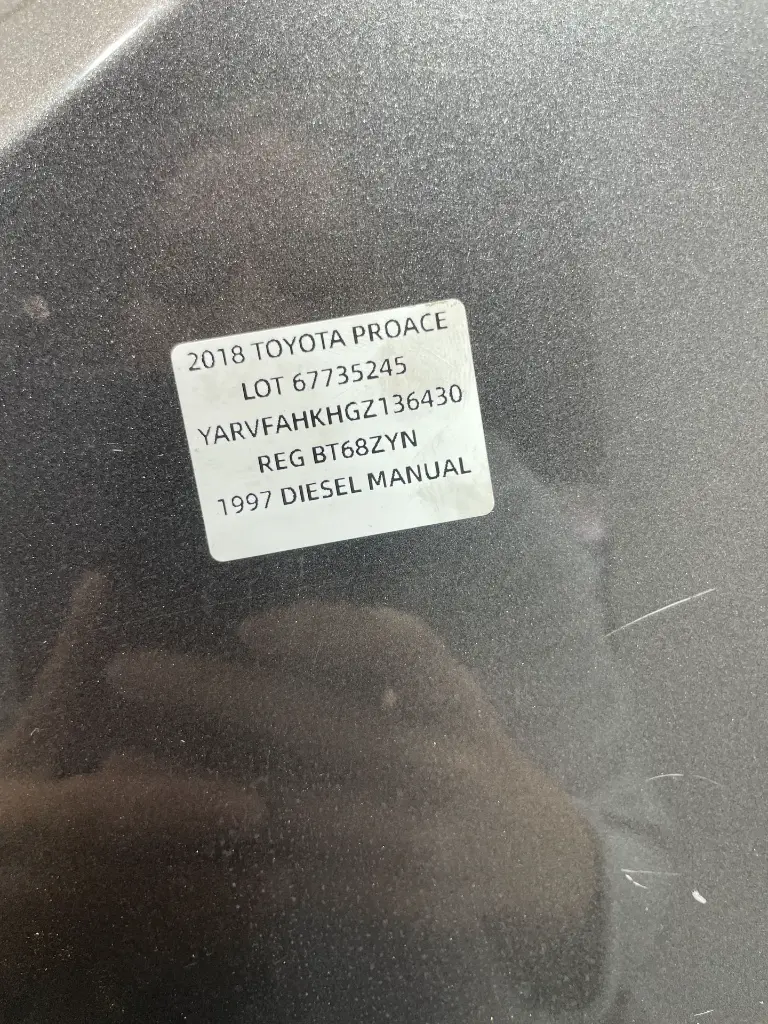 2018 TOYOTA PROACE
LOT 67735245
YARVFAHKHGZ136430
REG BT68ZYN
1997 DIESEL MANUAL